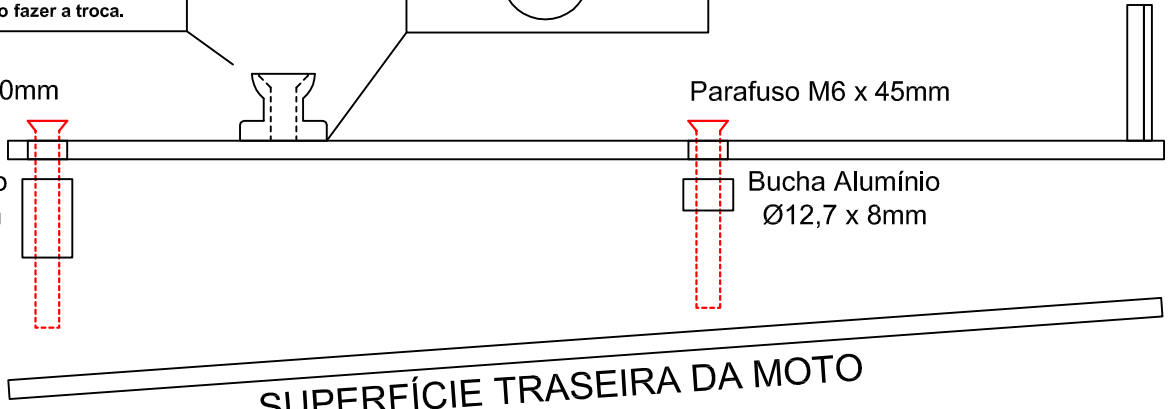 o fazer a troca.
0mm
Parafuso M6 x 45mm
o
Bucha Alumínio
Ø12,7 x 8mm
SUPERFÍCIE TRASEIRA DA MOTO